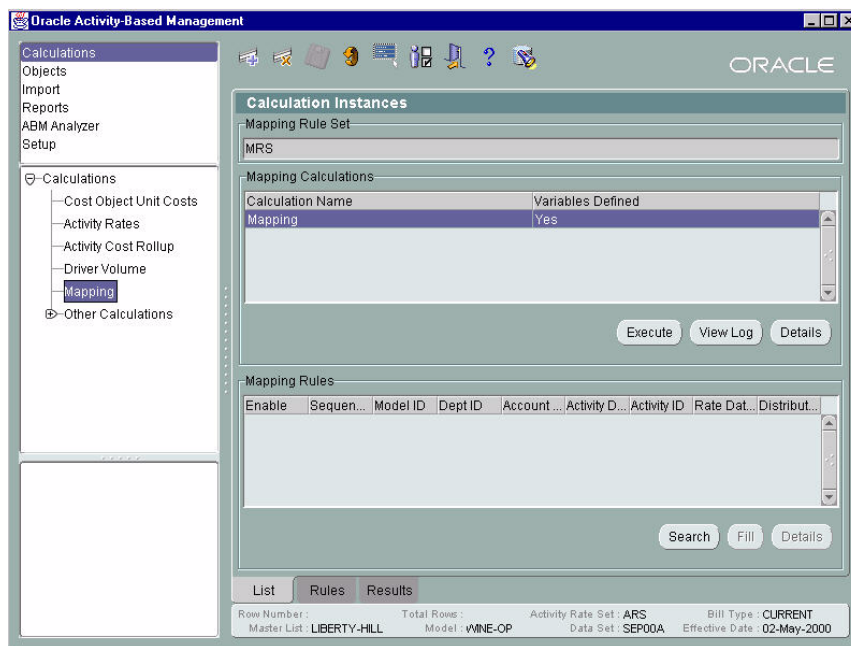 Oracle Activity-Based Management
Calculations
Objects
Import
Reports
ABM Analyzer
Setup
ORACLE
Calculations
Cost Object Unit Costs
Activity Rates
Activity Cost Rollup
Driver Volume
Mapping
Other Calculations
Calculation Instances
Mapping Rule Set
MRS
Mapping Calculations
Calculation Name Variables Defined
Mapping Yes
Execute View Log Details
Mapping Rules
Enable Sequen... Model ID Dept ID Account ... Activity D... Activity ID Rate Dat... Distribut...
Search Fill Details
List Rules Results
Row Number : Total Rows : Activity Rate Set : ARS Bill Type : CURRENT
Master List : LIBERTY-HILL Model : WINE-OP Data Set : SEP00A Effective Date : 02-May-2000